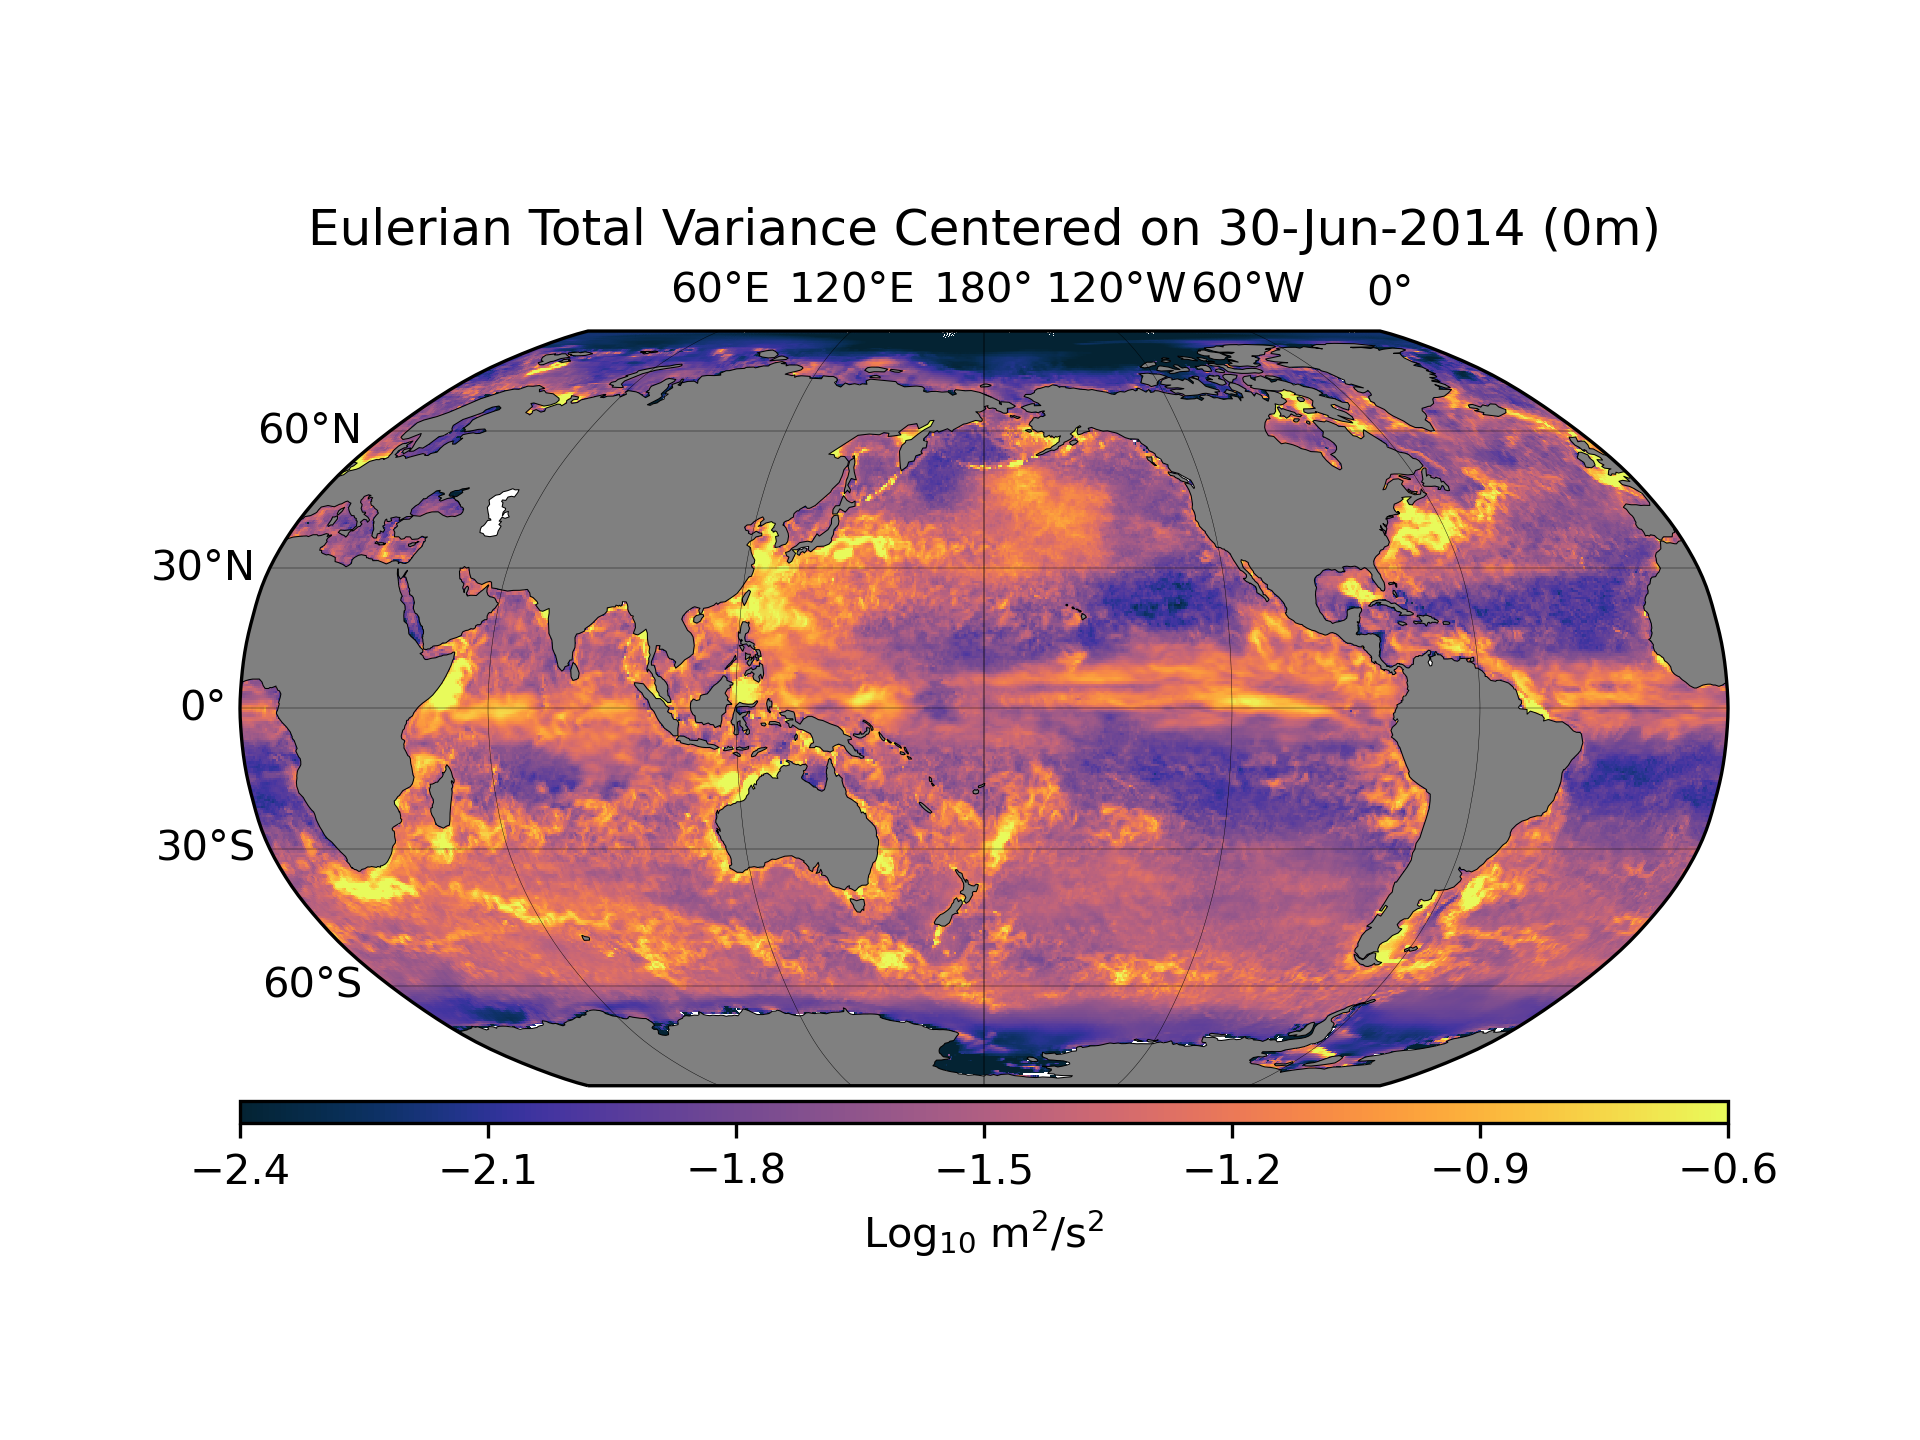 Eulerian Total Variance Centered on 30-Jun-2014 (0m)
60°E 120°E 180° 120°W 60°W 0°
60°N
30°N
0°
30°S
60°S
−2.4 −2.1 −1.8 −1.5 −1.2 −0.9 −0.6
Log₁₀ m²/s²